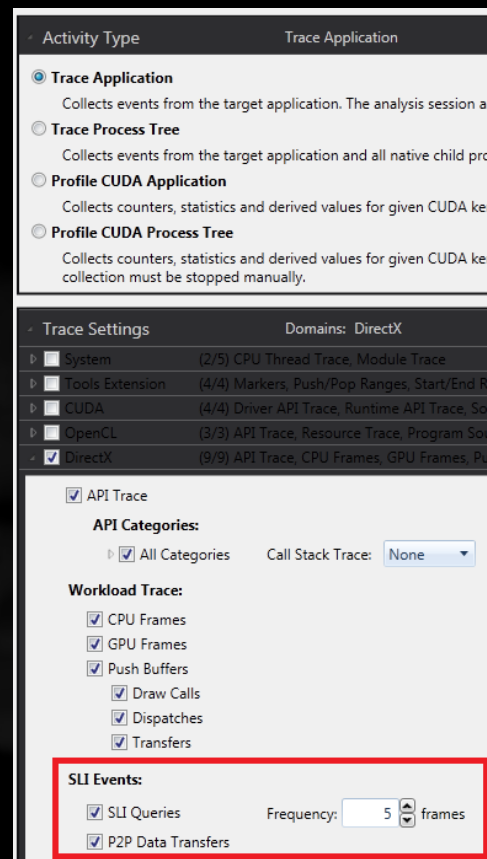 Activity Type Trace Application
Trace Application
Collects events from the target application. The analysis session a
Trace Process Tree
Collects events from the target application and all native child pro
Profile CUDA Application
Collects counters, statistics and derived values for given CUDA ke
Profile CUDA Process Tree
Collects counters, statistics and derived values for given CUDA ke
collection must be stopped manually.
Trace Settings Domains: DirectX
System (2/5) CPU Thread Trace, Module Trace
Tools Extension (4/4) Markers, Push/Pop Ranges, Start/End R
CUDA (4/4) Driver API Trace, Runtime API Trace, So
OpenCL (3/3) API Trace, Resource Trace, Program Sou
DirectX (9/9) API Trace, CPU Frames, GPU Frames, Pu
API Trace
API Categories:
All Categories Call Stack Trace: None
Workload Trace:
CPU Frames
GPU Frames
Push Buffers
Draw Calls
Dispatches
Transfers
SLI Events:
SLI Queries Frequency: 5 frames
P2P Data Transfers